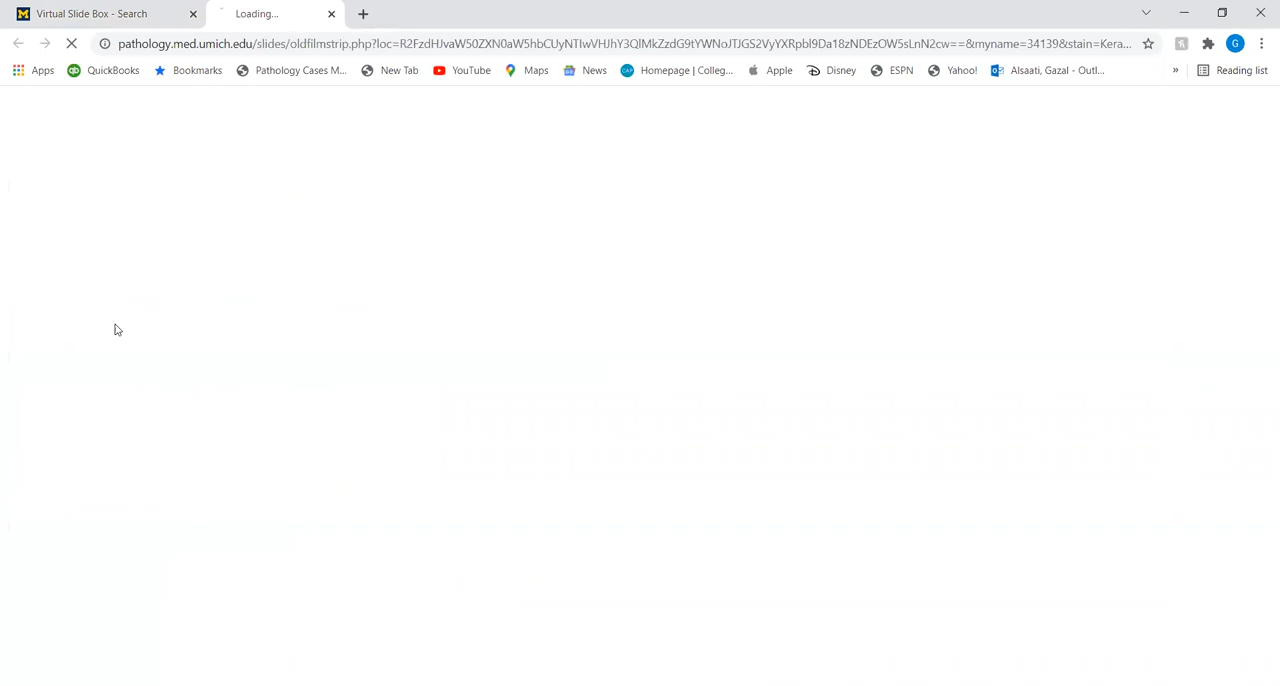 Virtual Slide Box - Search
Loading...
pathology.med.umich.edu/slides/oldfilmstrip.php?loc=R2FzdHJvaW50ZXN0aW5hbCUyNTIwVHJhY3QlMkZzdG9tYWNoJTJGS2VyYXRpbl9Da18zNDEzOW5sLnN2cw==&myname=34139&stain=Kera...
Apps
QuickBooks
Bookmarks
Pathology Cases M...
New Tab
YouTube
Maps
News
CAP
Homepage | Colleg...
Apple
Disney
ESPN
Yahoo!
Alsaati, Gazal - Outl...
»
Reading list
G